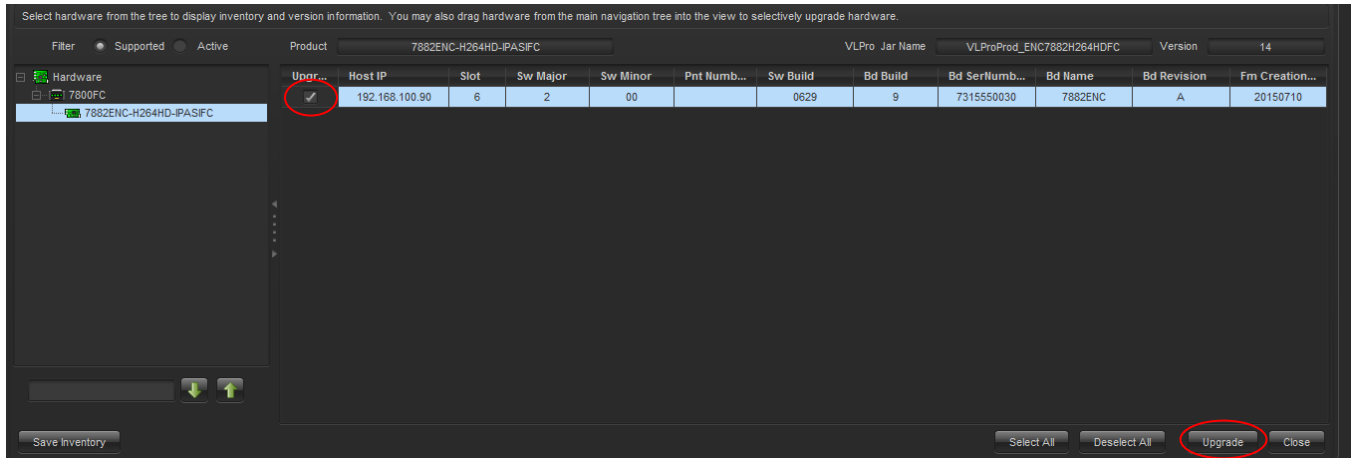 Select hardware from the tree to display inventory and version information. You may also drag hardware from the main navigation tree into the view to selectively upgrade hardware.
Filter Supported Active Product 7882ENC-H264HD-IPASIFC VLPro Jar Name VLProProd_ENC7882H264HDFC Version 14
Hardware
7800FC
7882ENC-H264HD-IPASIFC
Upgr... Host IP Slot Sw Major Sw Minor Pnt Numb... Sw Build Bd Build Bd SerNumb... Bd Name Bd Revision Fm Creation...
192.168.100.90 6 2 00 0629 9 7315550030 7882ENC A 20150710
Save Inventory Select All Deselect All Upgrade Close